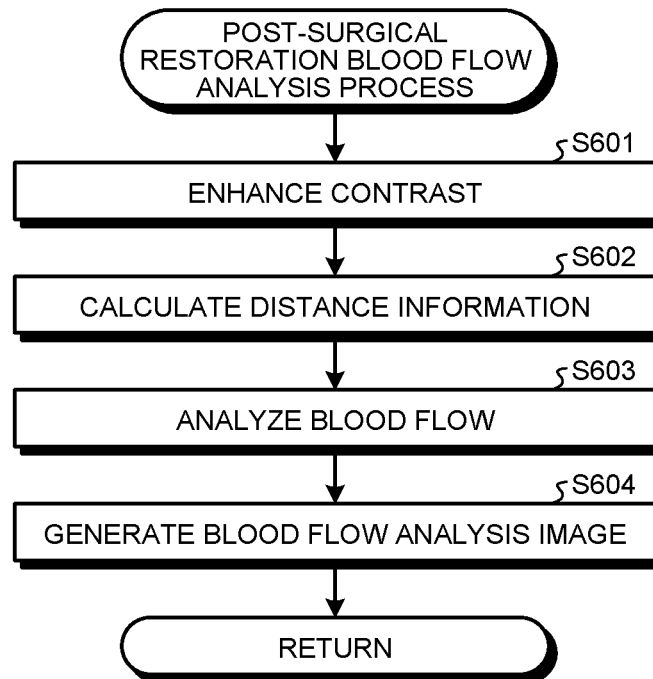 POST-SURGICAL
RESTORATION BLOOD FLOW
ANALYSIS PROCESS
S601
ENHANCE CONTRAST
S602
CALCULATE DISTANCE INFORMATION
S603
ANALYZE BLOOD FLOW
S604
GENERATE BLOOD FLOW ANALYSIS IMAGE
RETURN